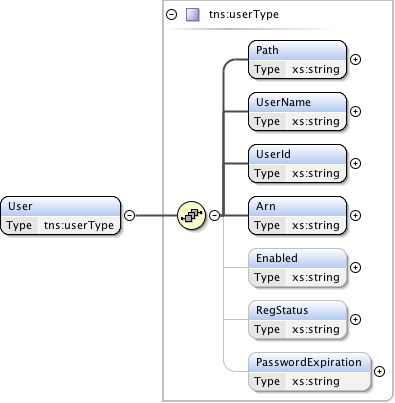 tns:userType
Path
Type xs:string
UserName
Type xs:string
UserId
Type xs:string
User
Type tns:userType
Arn
Type xs:string
Enabled
Type xs:string
RegStatus
Type xs:string
PasswordExpiration
Type xs:string